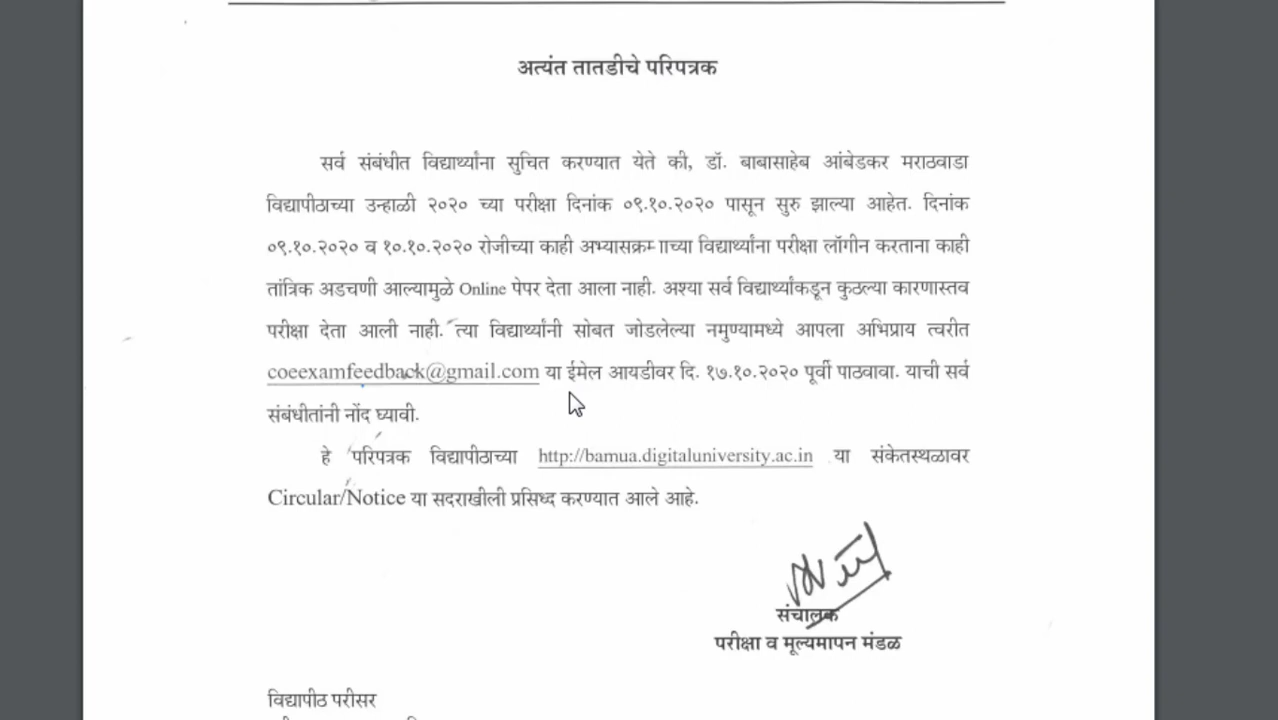 अत्यंत तातडीचे परिपत्रक
सर्व संबंधीत विद्यार्थ्यांना सुचित करण्यात येते की, डॉ. बाबासाहेब आंबेडकर मराठवाडा
विद्यापीठाच्या उन्हाळी २०२० च्या परीक्षा दिनांक ०९.१०.२०२० पासून सुरु झाल्या आहेत. दिनांक
०९.१०.२०२० व १०.१०.२०२० रोजीच्या काही अभ्यासक्रमाच्या विद्यार्थ्यांना परीक्षा लॉगीन करताना काही
तांत्रिक अडचणी आल्यामुळे Online पेपर देता आला नाही. अश्या सर्व विद्यार्थ्यांकडून कुठल्या कारणास्तव
परीक्षा देता आली नाही. त्या विद्यार्थ्यांनी सोबत जोडलेल्या नमुण्यामध्ये आपला अभिप्राय त्वरीत
coeexamfeedback@gmail.com या ईमेल आयडीवर दि. १७.१०.२०२० पूर्वी पाठवावा. याची सर्व
संबंधीतांनी नोंद घ्यावी.
हे परिपत्रक विद्यापीठाच्या http://bamua.digitaluniversity.ac.in या संकेतस्थळावर
Circular/Notice या सदराखीली प्रसिध्द करण्यात आले आहे.
संचालक
परीक्षा व मूल्यमापन मंडळ
विद्यापीठ परीसर